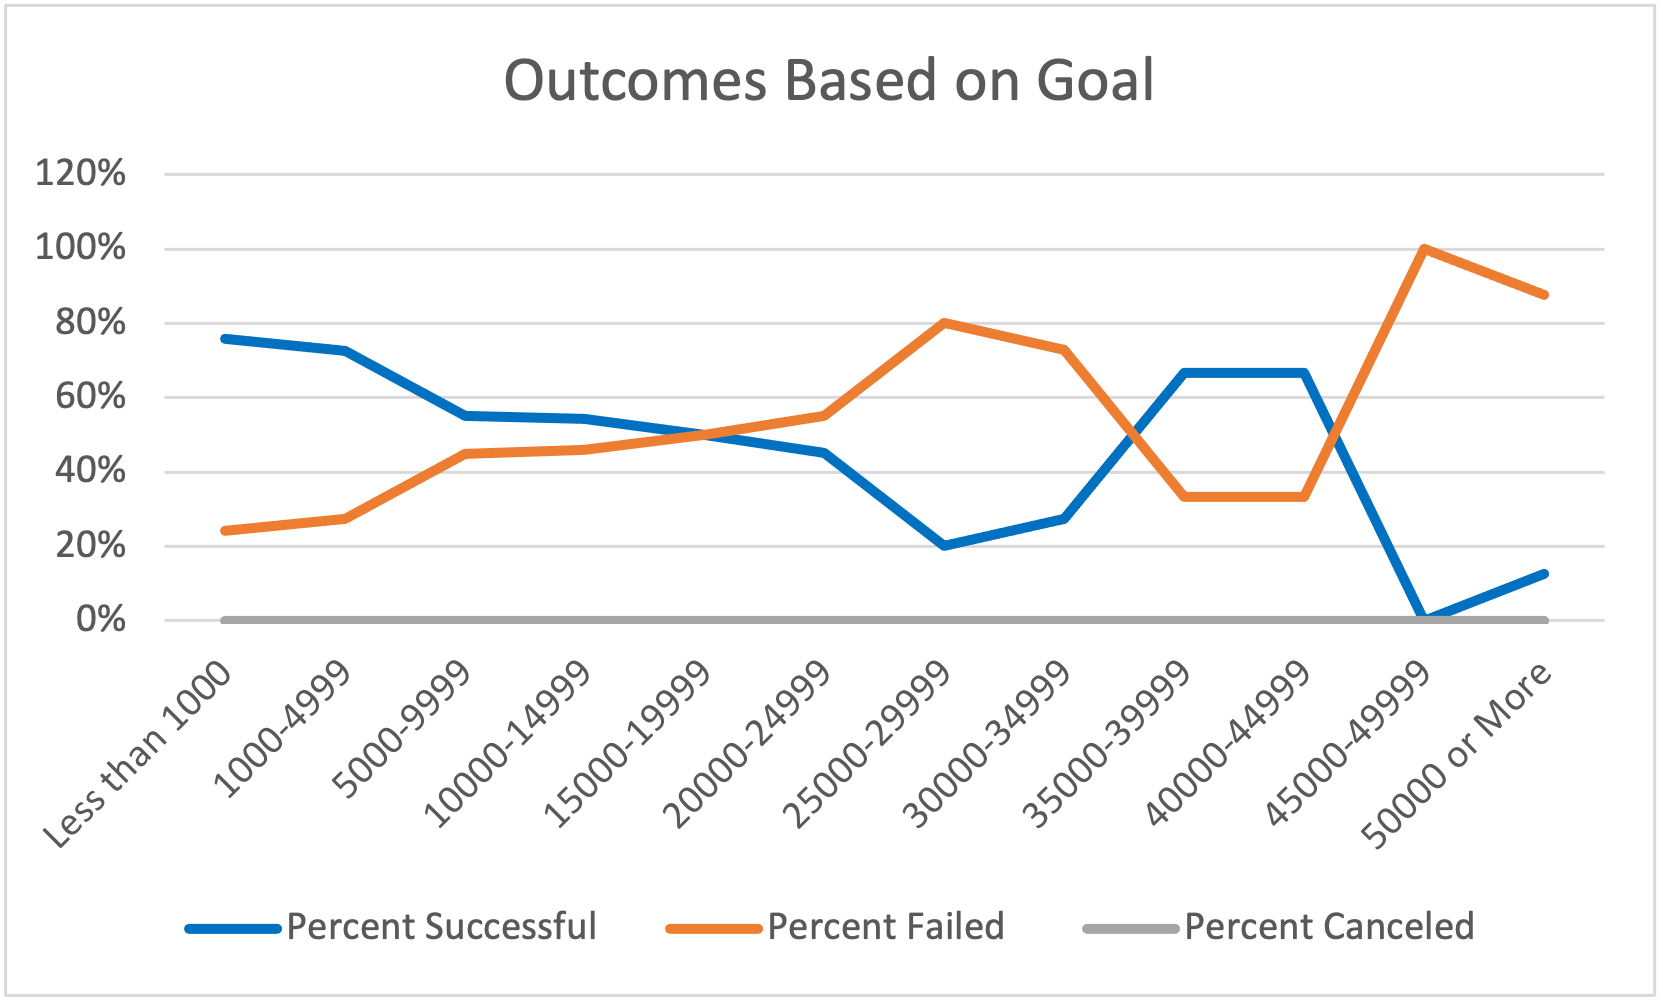 Outcomes Based on Goal
120%
100%
80%
60%
40%
20%
0%
Less than 1000
1000-4999
5000-9999
10000-14999
15000-19999
20000-24999
25000-29999
30000-34999
35000-39999
40000-44999
45000-49999
50000 or More
Percent Successful
Percent Failed
Percent Canceled